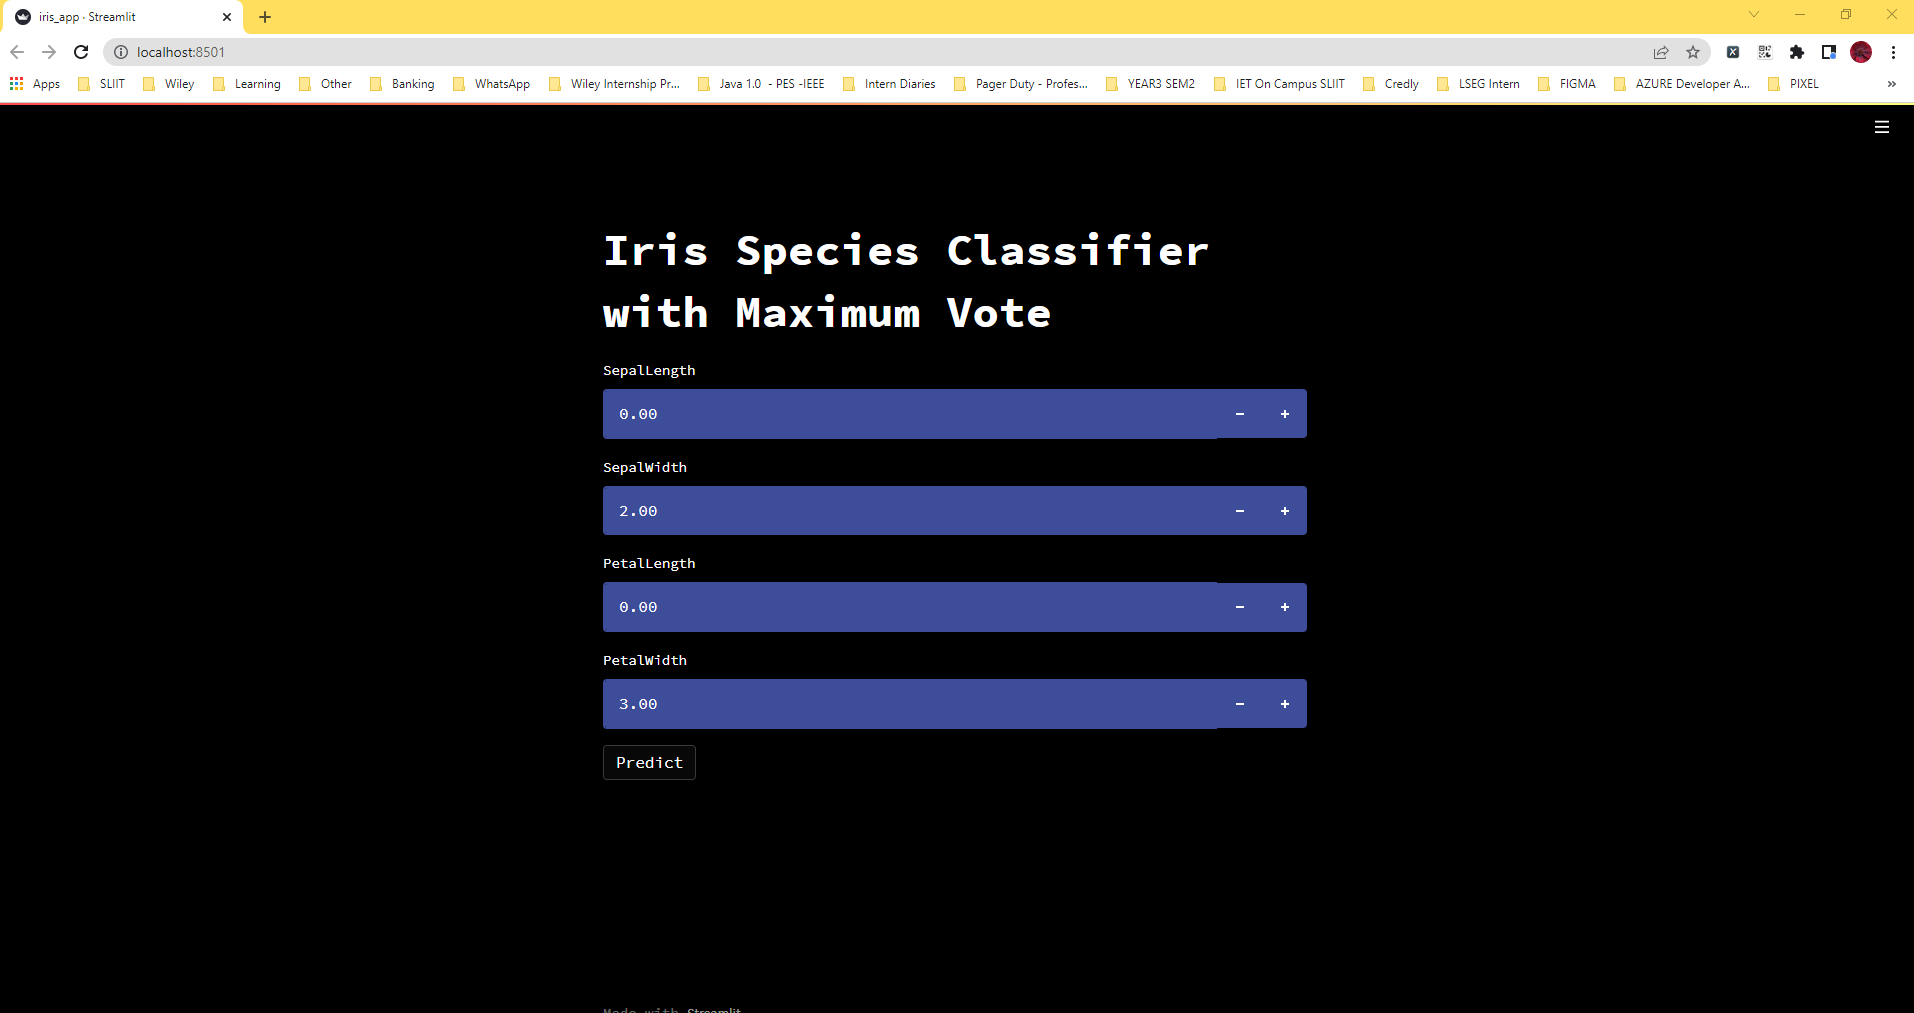 iris_app · Streamlit
localhost:8501
Apps SLIIT Wiley Learning Other Banking WhatsApp Wiley Internship Pr... Java 1.0 - PES -IEEE Intern Diaries Pager Duty - Profes... YEAR3 SEM2 IET On Campus SLIIT Credly LSEG Intern FIGMA AZURE Developer A... PIXEL »
Iris Species Classifier
with Maximum Vote
SepalLength
0.00 - +
SepalWidth
2.00 - +
PetalLength
0.00 - +
PetalWidth
3.00 - +
Predict
Made with Streamlit